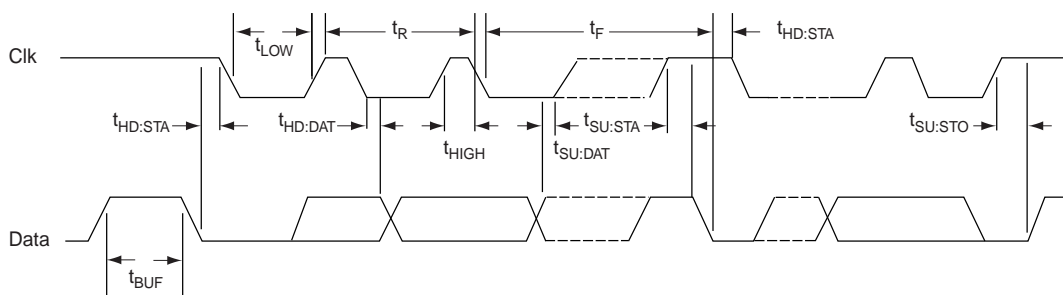 tLOW
tR
tF
tHD:STA
Clk
tHD:STA
tHD:DAT
tHIGH
tSU:DAT
tSU:STA
tSU:STO
Data
tBUF